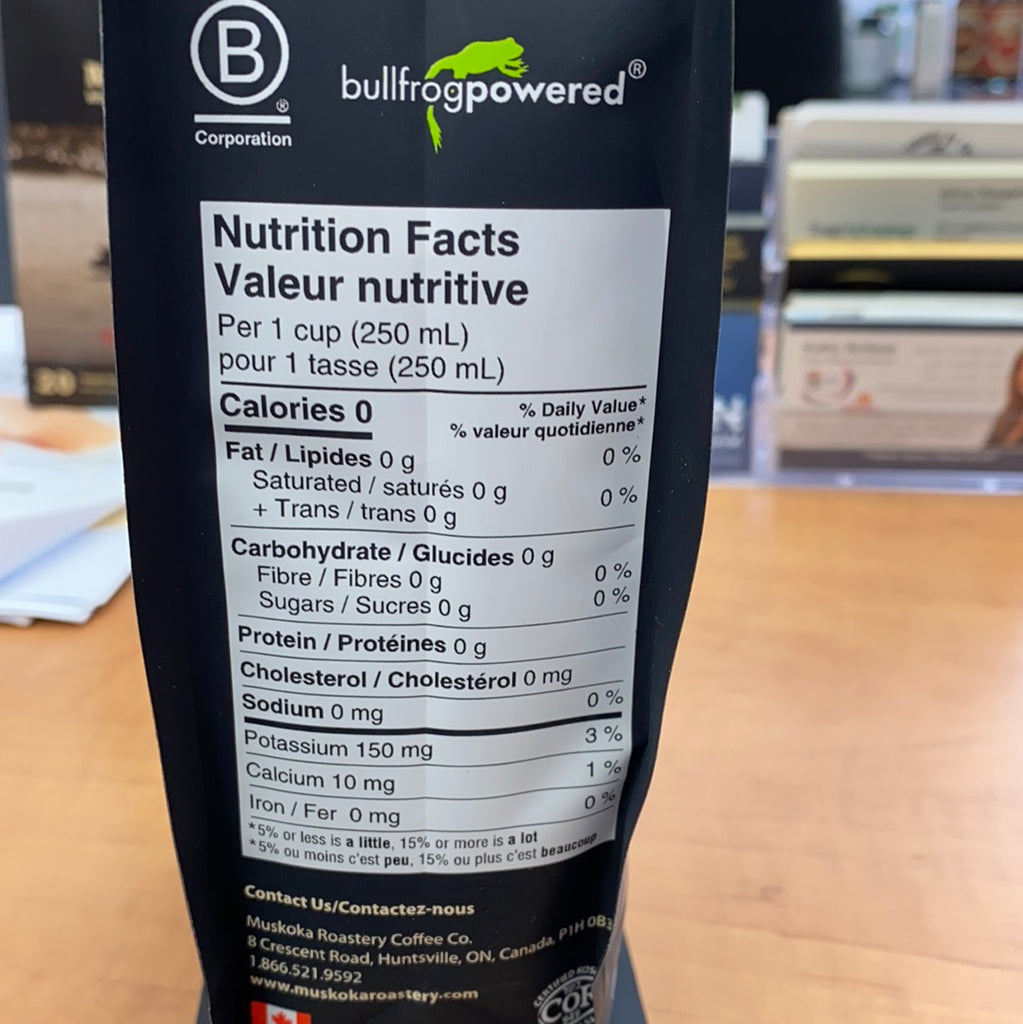 B
®
Corporation
bullfrogpowered®
Nutrition Facts
Valeur nutritive
Per 1 cup (250 mL)
pour 1 tasse (250 mL)
Calories 0
% Daily Value*
% valeur quotidienne*
Fat / Lipides 0 g 0 %
Saturated / saturés 0 g
+ Trans / trans 0 g 0 %
Carbohydrate / Glucides 0 g
Fibre / Fibres 0 g 0 %
Sugars / Sucres 0 g 0 %
Protein / Protéines 0 g
Cholesterol / Cholestérol 0 mg
Sodium 0 mg 0 %
Potassium 150 mg 3 %
Calcium 10 mg 1 %
Iron / Fer 0 mg 0 %
*5% or less is a little, 15% or more is a lot
*5% ou moins c'est peu, 15% ou plus c'est beaucoup
Contact Us/Contactez-nous
Muskoka Roastery Coffee Co.
8 Crescent Road, Huntsville, ON, Canada, P1H 0B3
1.866.521.9592
www.muskokaroastery.com
COR
20